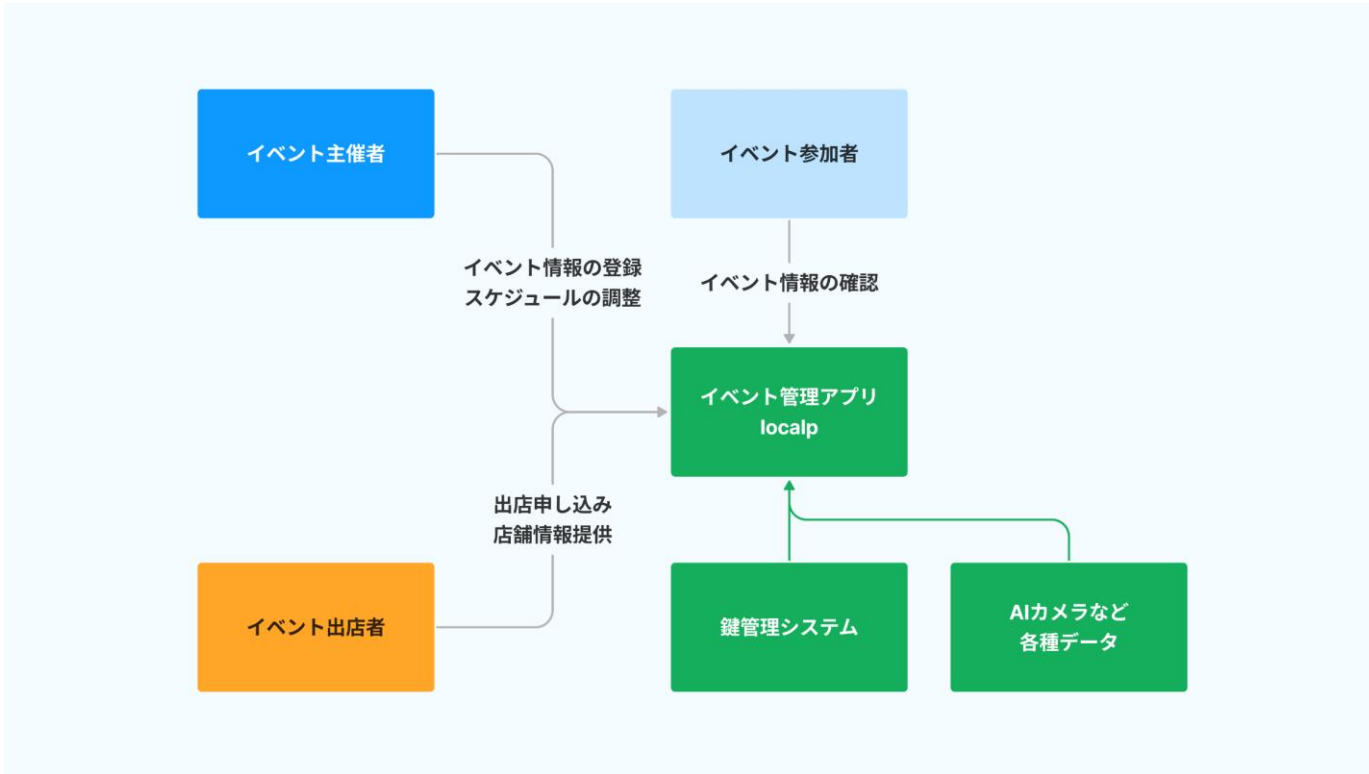 イベント主催者
イベント参加者
イベント情報の登録
スケジュールの調整
イベント情報の確認
イベント管理アプリ
localp
出店申し込み
店舗情報提供
イベント出店者
鍵管理システム
AIカメラなど
各種データ